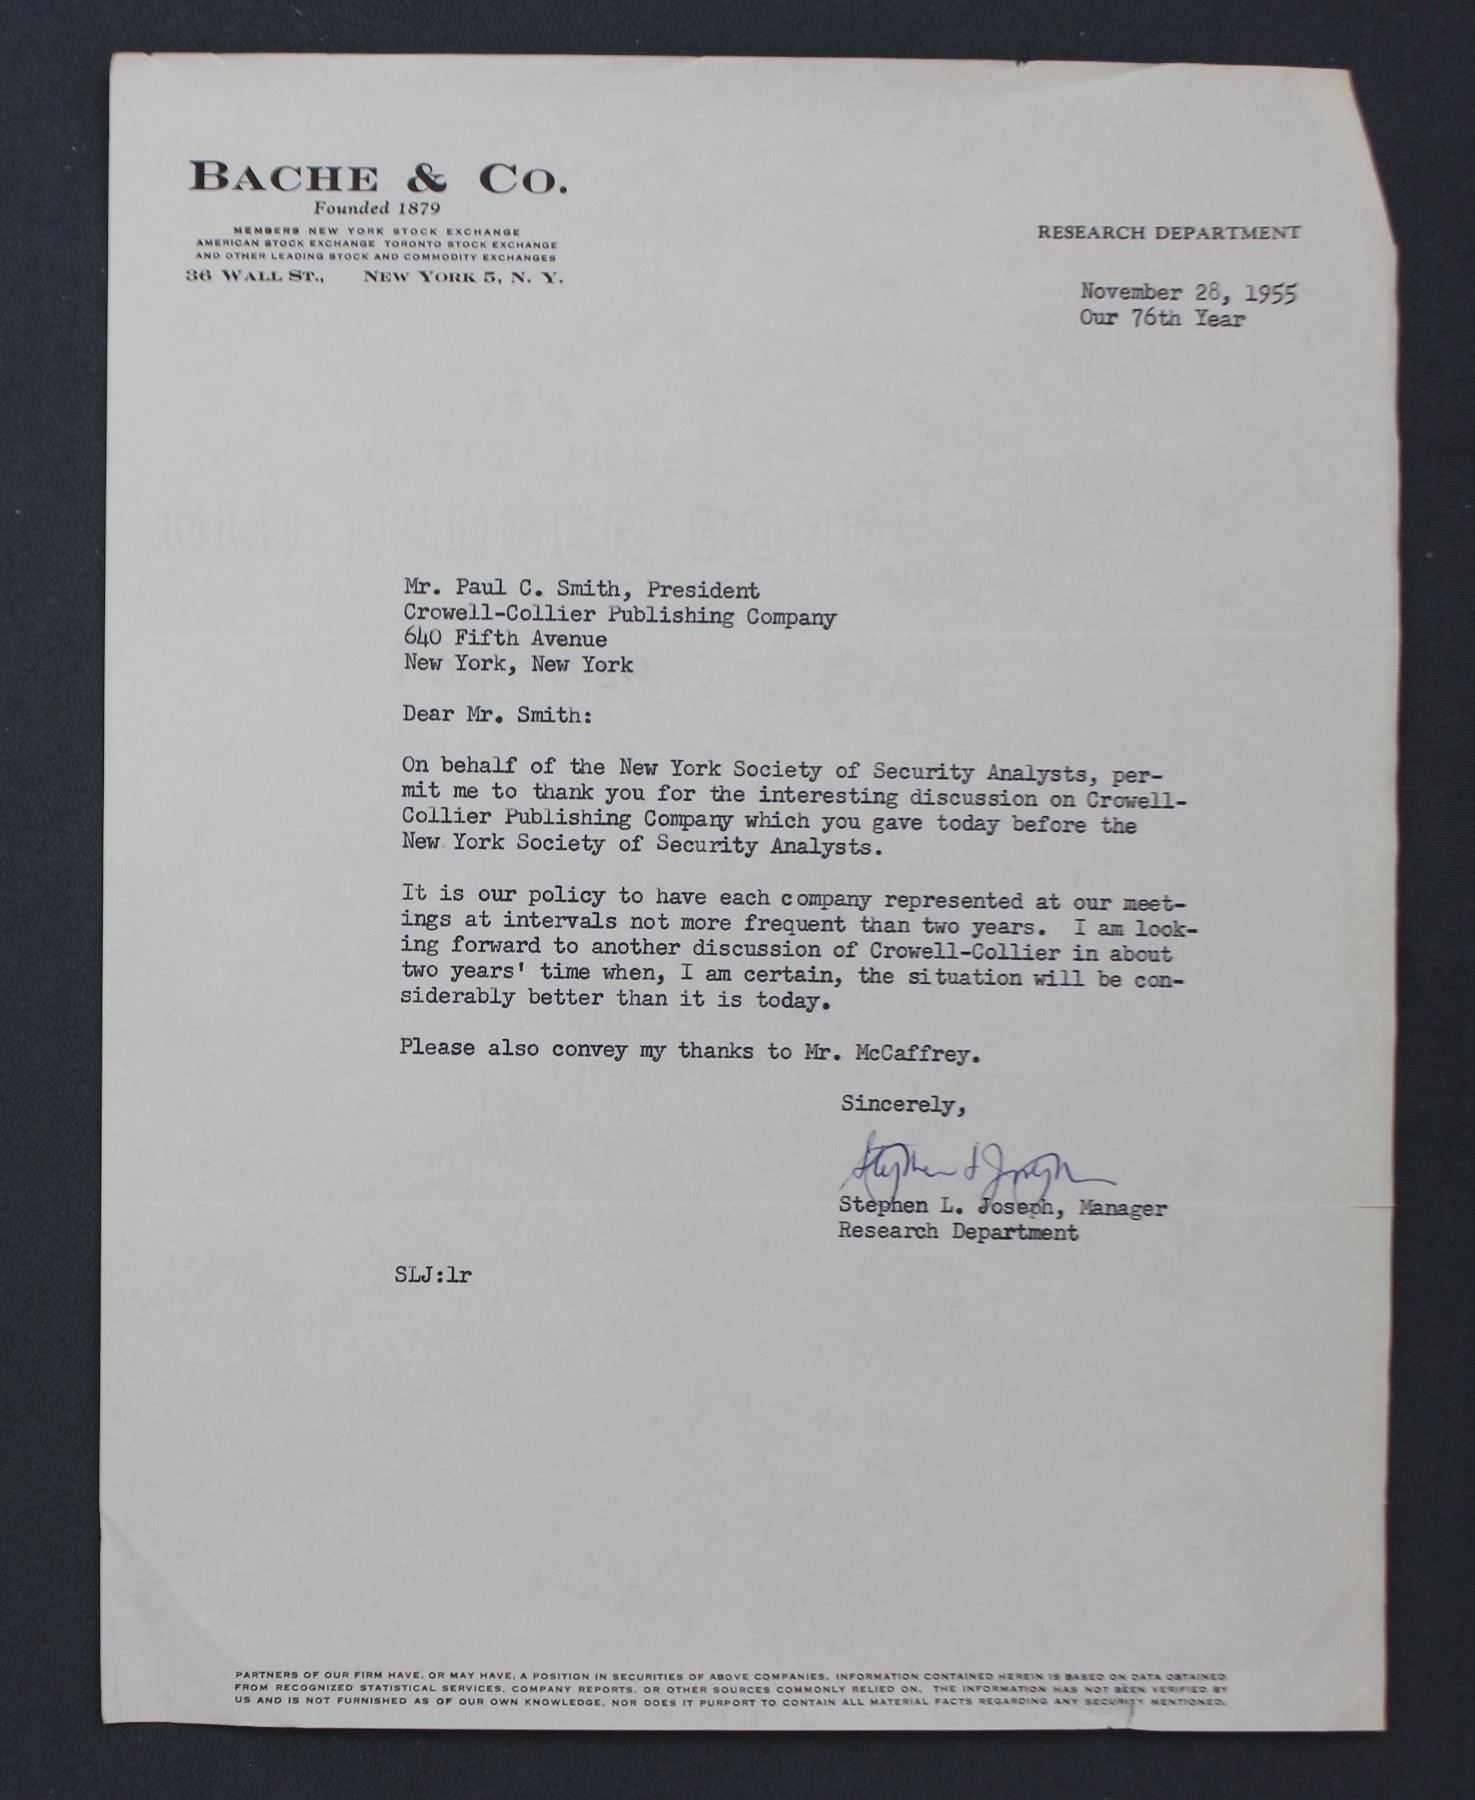 BACHE & CO.
Founded 1879
MEMBERS NEW YORK STOCK EXCHANGE
AMERICAN STOCK EXCHANGE TORONTO STOCK EXCHANGE
AND OTHER LEADING STOCK AND COMMODITY EXCHANGES
36 WALL ST., NEW YORK 5, N. Y.
RESEARCH DEPARTMENT
November 28, 1955
Our 76th Year
OLD BADGER BOND
Mr. Paul C. Smith, President
Crowell-Collier Publishing Company
640 Fifth Avenue
New York, New York
Dear Mr. Smith:
On behalf of the New York Society of Security Analysts, per-
mit me to thank you for the interesting discussion on Crowell-
Collier Publishing Company which you gave today before the
New York Society of Security Analysts.
It is our policy to have each company represented at our meet-
ings at intervals not more frequent than two years. I am look-
ing forward to another discussion of Crowell-Collier in about
two years' time when, I am certain, the situation will be con-
siderably better than it is today.
Please also convey my thanks to Mr. McCaffrey.
Sincerely,
Stephen L. Joseph
Stephen L. Joseph, Manager
Research Department
SLJ:lr
PARTNERS OF OUR FIRM HAVE, OR MAY HAVE, A POSITION IN SECURITIES OF ABOVE COMPANIES. INFORMATION CONTAINED HEREIN IS BASED ON DATA OBTAINED
FROM RECOGNIZED STATISTICAL SERVICES, COMPANY REPORTS, OR OTHER SOURCES COMMONLY RELIED ON. THE INFORMATION HAS NOT BEEN VERIFIED BY
US AND IS NOT FURNISHED AS OF OUR OWN KNOWLEDGE, NOR DOES IT PURPORT TO CONTAIN ALL MATERIAL FACTS REGARDING ANY SECURITY MENTIONED.